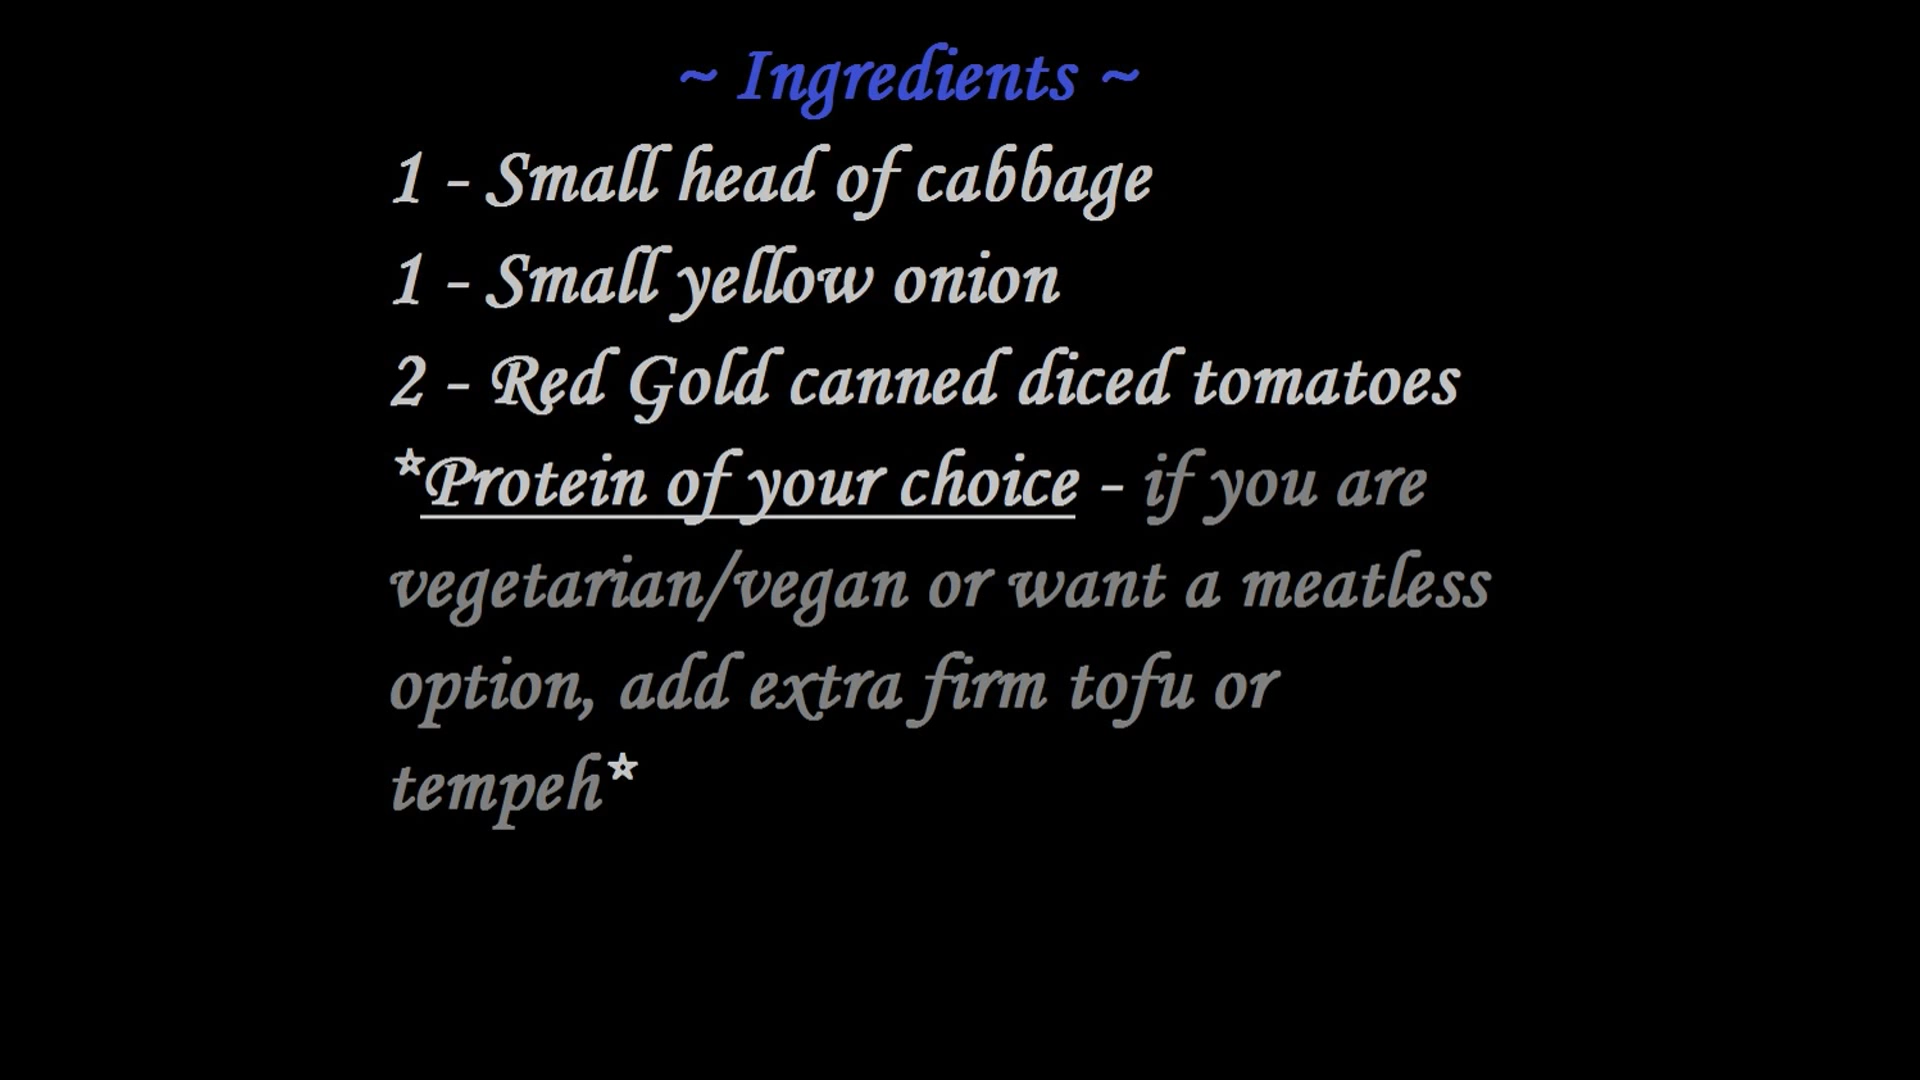 ~ Ingredients ~
1 - Small head of cabbage
1 - Small yellow onion
2 - Red Gold canned diced tomatoes
*Protein of your choice - if you are
vegetarian/vegan or want a meatless
option, add extra firm tofu or
tempeh*